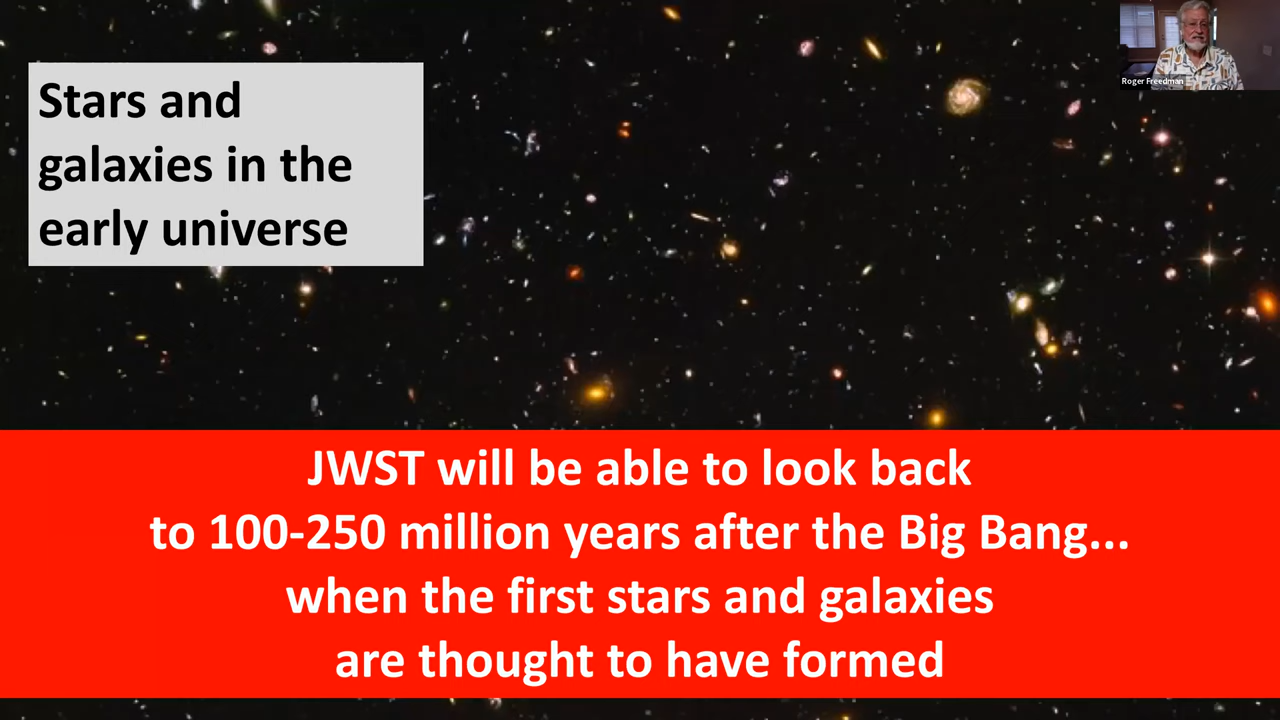 Stars and
galaxies in the
early universe
Roger Freedman
JWST will be able to look back
to 100-250 million years after the Big Bang...
when the first stars and galaxies
are thought to have formed